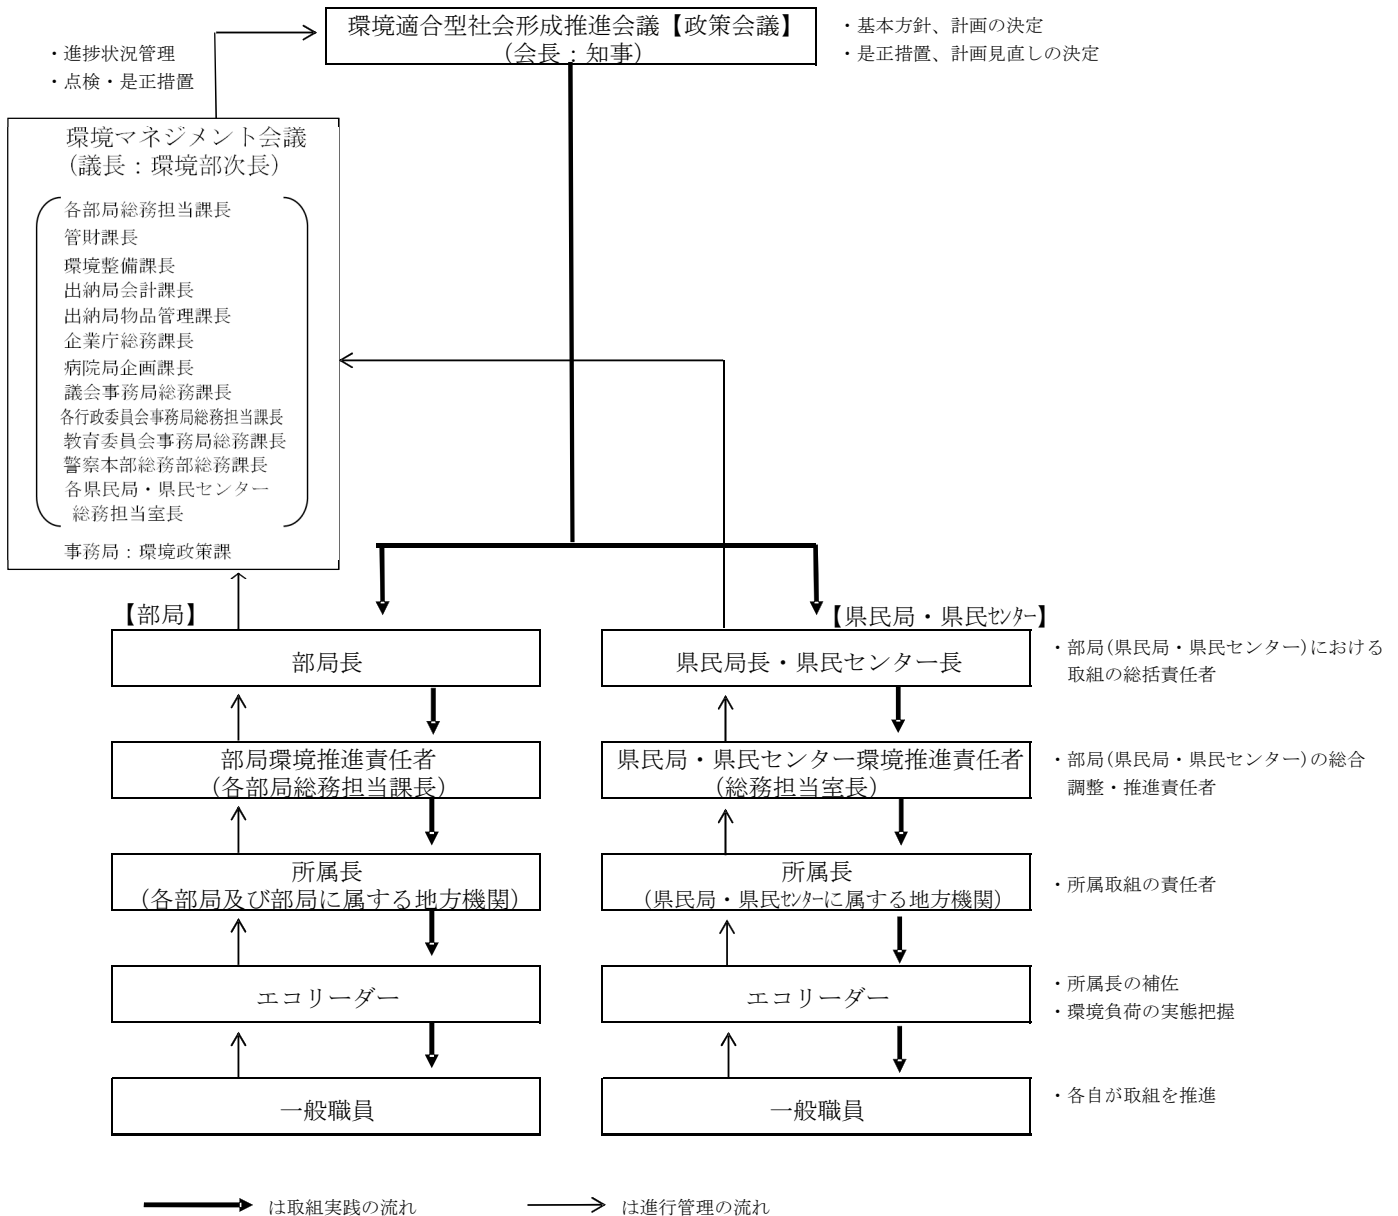 環境適合型社会形成推進会議【政策会議】
（会長：知事）
・基本方針、計画の決定
・是正措置、計画見直しの決定
・進捗状況管理
・点検・是正措置
環境マネジメント会議
（議長：環境部次長）
各部局総務担当課長
管財課長
環境整備課長
出納局会計課長
出納局物品管理課長
企業庁総務課長
病院局企画課長
議会事務局総務課長
各行政委員会事務局総務担当課長
教育委員会事務局総務課長
警察本部総務部総務課長
各県民局・県民センター
総務担当室長
事務局：環境政策課
【部局】
【県民局・県民ｾﾝﾀｰ】
部局長
県民局長・県民センター長
・部局(県民局・県民センター)における
取組の総括責任者
部局環境推進責任者
（各部局総務担当課長）
県民局・県民センター環境推進責任者
（総務担当室長）
・部局(県民局・県民センター)の総合
調整・推進責任者
所属長
（各部局及び部局に属する地方機関）
所属長
（県民局・県民ｾﾝﾀｰに属する地方機関）
・所属取組の責任者
エコリーダー
エコリーダー
・所属長の補佐
・環境負荷の実態把握
一般職員
一般職員
・各自が取組を推進
は取組実践の流れ
は進行管理の流れ